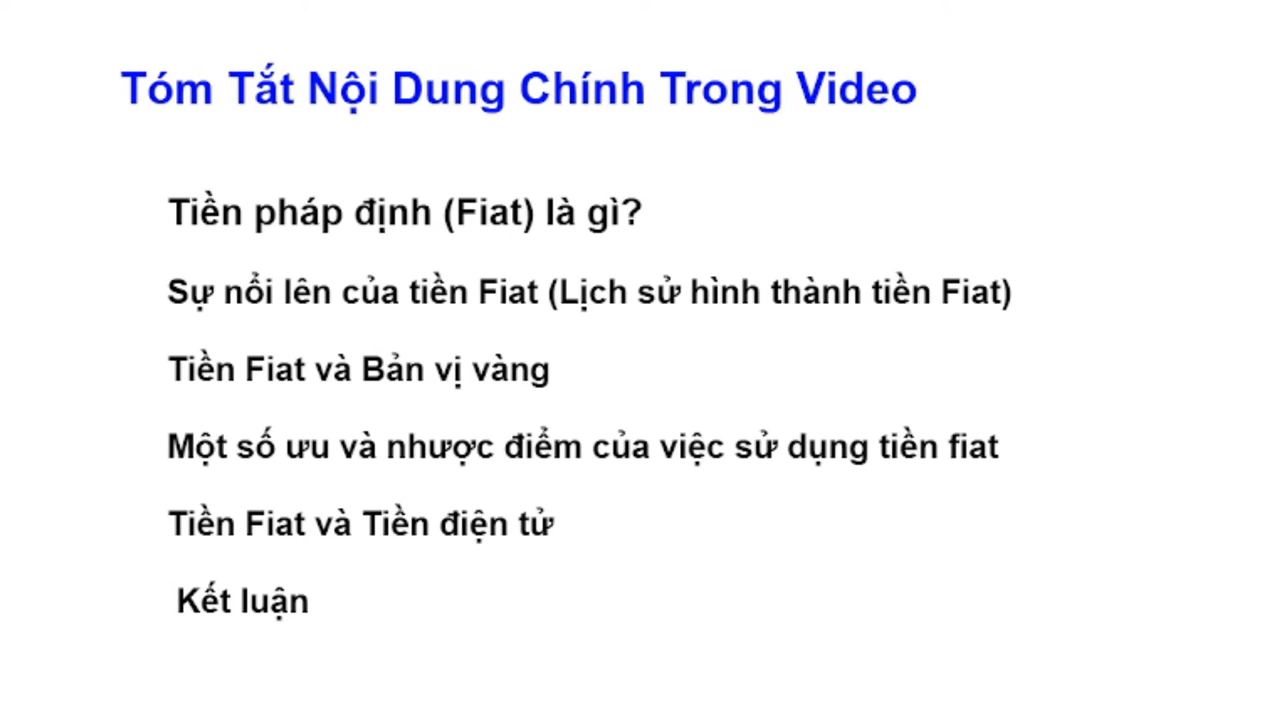 Tóm Tắt Nội Dung Chính Trong Video
Tiền pháp định (Fiat) là gì?
Sự nổi lên của tiền Fiat (Lịch sử hình thành tiền Fiat)
Tiền Fiat và Bản vị vàng
Một số ưu và nhược điểm của việc sử dụng tiền fiat
Tiền Fiat và Tiền điện tử
Kết luận